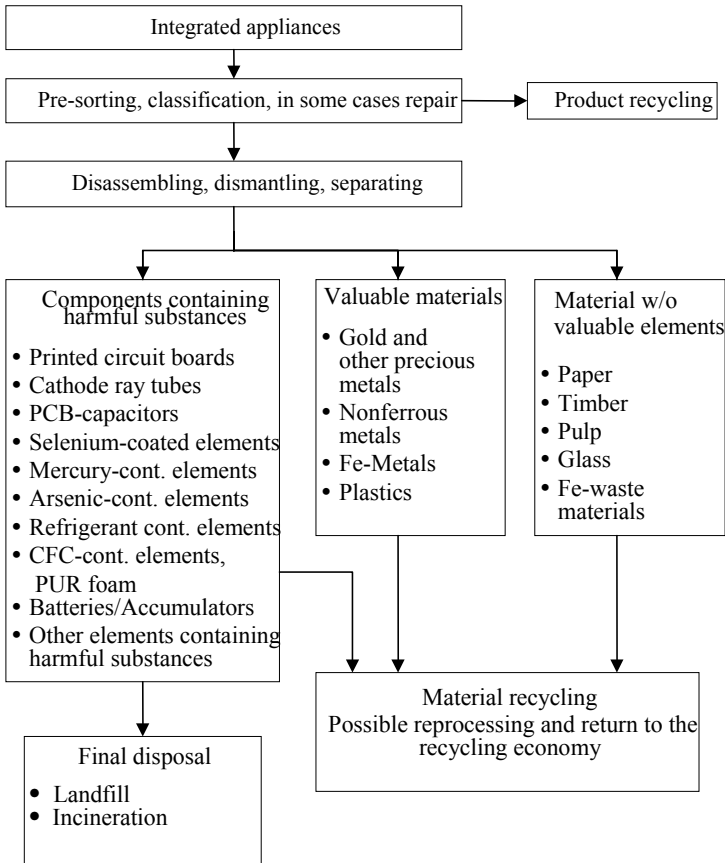 Integrated appliances
Pre-sorting, classification, in some cases repair
Product recycling
Disassembling, dismantling, separating
Components containing
harmful substances
• Printed circuit boards
• Cathode ray tubes
• PCB-capacitors
• Selenium-coated elements
• Mercury-cont. elements
• Arsenic-cont. elements
• Refrigerant cont. elements
• CFC-cont. elements,
PUR foam
• Batteries/Accumulators
• Other elements containing
harmful substances
Valuable materials
• Gold and
other precious
metals
• Nonferrous
metals
• Fe-Metals
• Plastics
Material w/o
valuable elements
• Paper
• Timber
• Pulp
• Glass
• Fe-waste
materials
Material recycling
Possible reprocessing and return to the
recycling economy
Final disposal
• Landfill
• Incineration